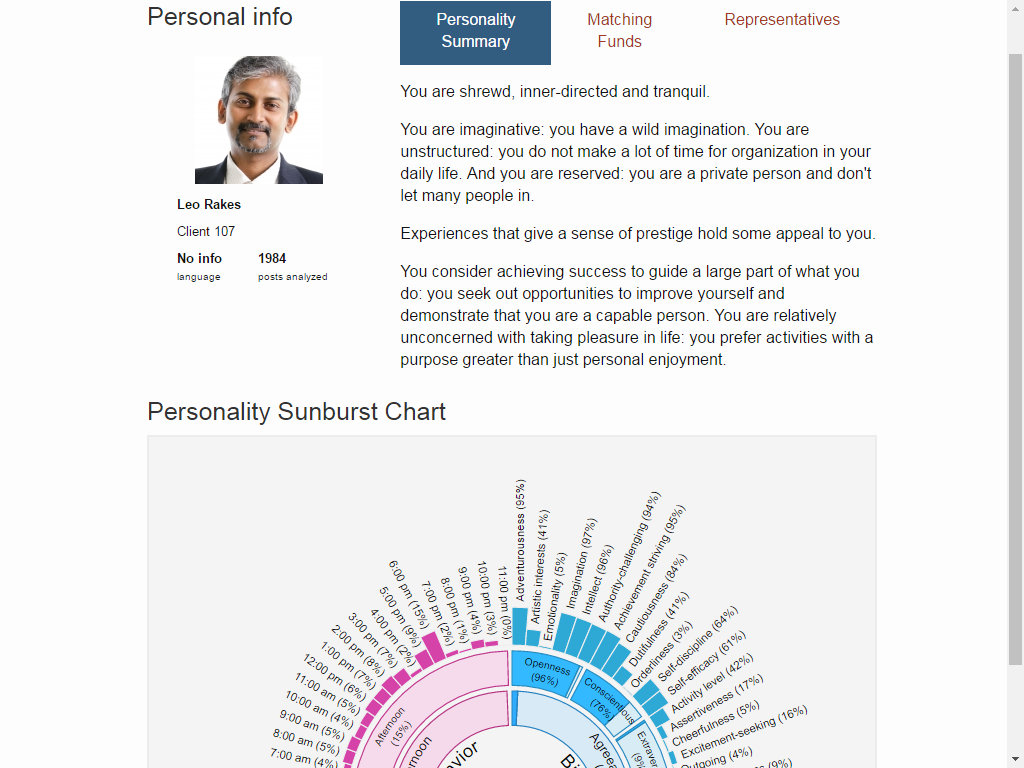 Personal info
Personality Summary
Matching Funds
Representatives
Leo Rakes
Client 107
No info
language
1984
posts analyzed
You are shrewd, inner-directed and tranquil.
You are imaginative: you have a wild imagination. You are
unstructured: you do not make a lot of time for organization in your
daily life. And you are reserved: you are a private person and don't
let many people in.
Experiences that give a sense of prestige hold some appeal to you.
You consider achieving success to guide a large part of what you
do: you seek out opportunities to improve yourself and
demonstrate that you are a capable person. You are relatively
unconcerned with taking pleasure in life: you prefer activities with a
purpose greater than just personal enjoyment.
Personality Sunburst Chart
7:00 am (4%)
8:00 am (5%)
9:00 am (5%)
10:00 am (4%)
11:00 am (5%)
12:00 pm (6%)
1:00 pm (7%)
2:00 pm (8%)
3:00 pm (7%)
4:00 pm (2%)
5:00 pm (9%)
6:00 pm (15%)
7:00 pm (2%)
8:00 pm (1%)
9:00 pm (4%)
10:00 pm (3%)
11:00 pm (0%)
Adventurousness (95%)
Artistic interests (41%)
Emotionality (5%)
Imagination (97%)
Intellect (96%)
Authority-challenging (94%)
Achievement striving (95%)
Cautiousness (84%)
Dutifulness (41%)
Orderliness (3%)
Self-discipline (64%)
Self-efficacy (61%)
Activity level (42%)
Assertiveness (17%)
Cheerfulness (5%)
Excitement-seeking (16%)
Outgoing (4%)
(9%)
Openness
(96%)
Conscientious
(76%)
Extraver
(9%
Afternoon
(15%)